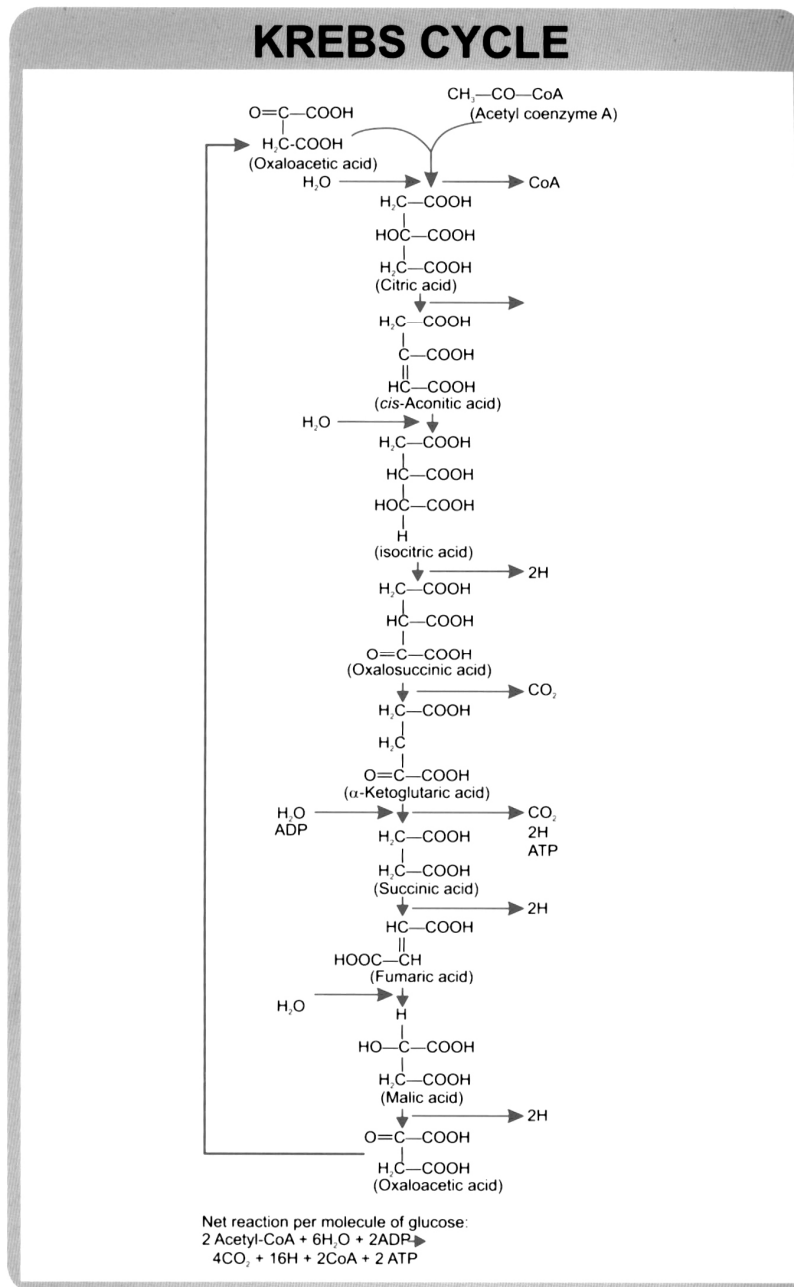 KREBS CYCLE
CH₃—CO—CoA
(Acetyl coenzyme A)
O=C—COOH
H₂C-COOH
(Oxaloacetic acid)
H₂O
CoA
H₂C—COOH
HOC—COOH
H₂C—COOH
(Citric acid)
H₂C—COOH
C—COOH
HC—COOH
(cis-Aconitic acid)
H₂O
H₂C—COOH
HC—COOH
HOC—COOH
H
(isocitric acid)
2H
H₂C—COOH
HC—COOH
O=C—COOH
(Oxalosuccinic acid)
CO₂
H₂C—COOH
H₂C
O=C—COOH
(α-Ketoglutaric acid)
H₂O
ADP
CO₂
2H
ATP
H₂C—COOH
H₂C—COOH
(Succinic acid)
2H
HC—COOH
HOOC—CH
(Fumaric acid)
H₂O
H
HO—C—COOH
H₂C—COOH
(Malic acid)
2H
O=C—COOH
H₂C—COOH
(Oxaloacetic acid)
Net reaction per molecule of glucose:
2 Acetyl-CoA + 6H₂O + 2ADP→
4CO₂ + 16H + 2CoA + 2 ATP